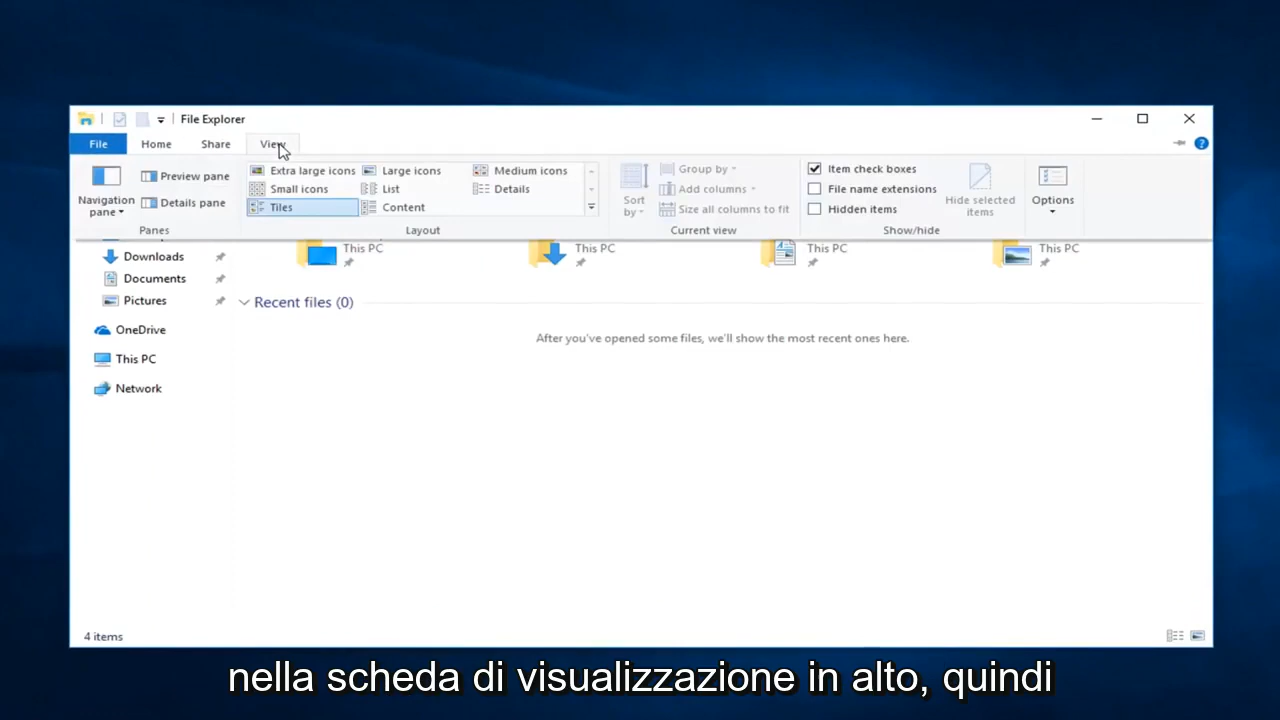 File Explorer
File Home Share View
Navigation pane
Preview pane
Details pane
Panes
Extra large icons Large icons Medium icons
Small icons List Details
Tiles Content
Layout
Sort by
Group by
Add columns
Size all columns to fit
Current view
Item check boxes
File name extensions
Hidden items
Hide selected items
Show/hide
Options
Downloads
Documents
Pictures
OneDrive
This PC
Network
This PC This PC This PC This PC
Recent files (0)
After you've opened some files, we'll show the most recent ones here.
4 items
nella scheda di visualizzazione in alto, quindi